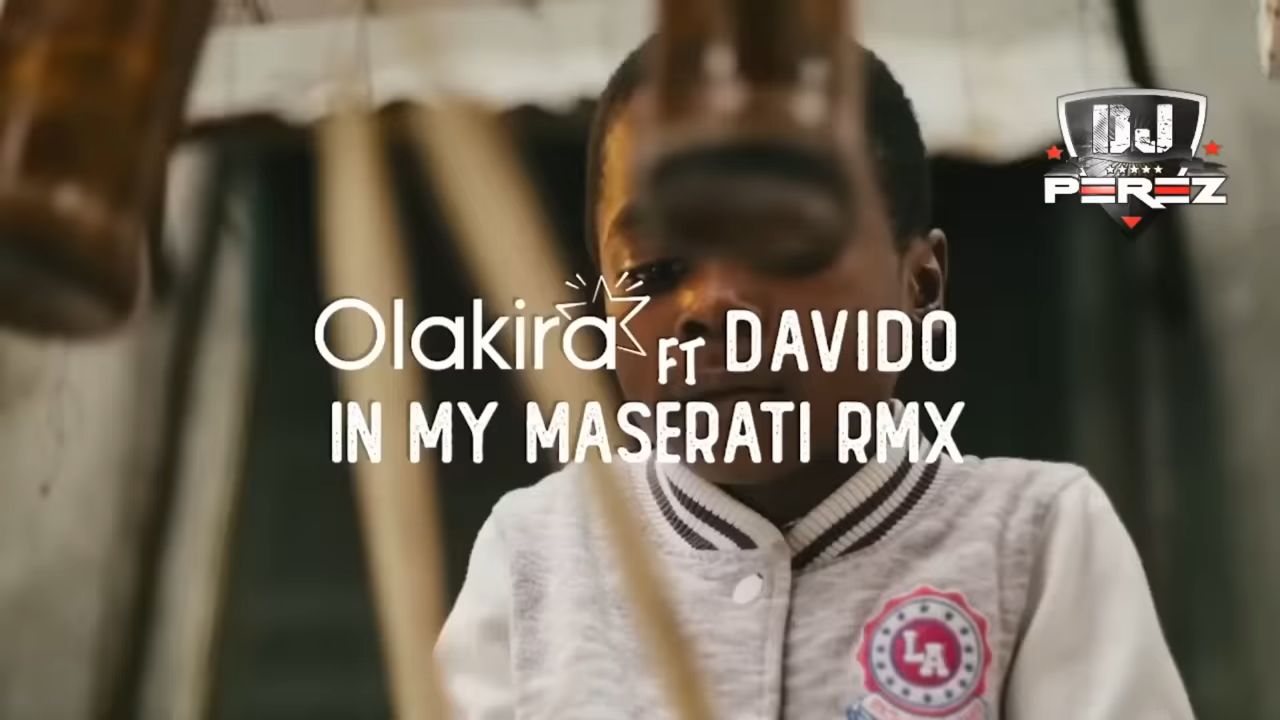 DJ
PEREZ
Olakira FT DAVIDO
IN MY MASERATI RMX
LA